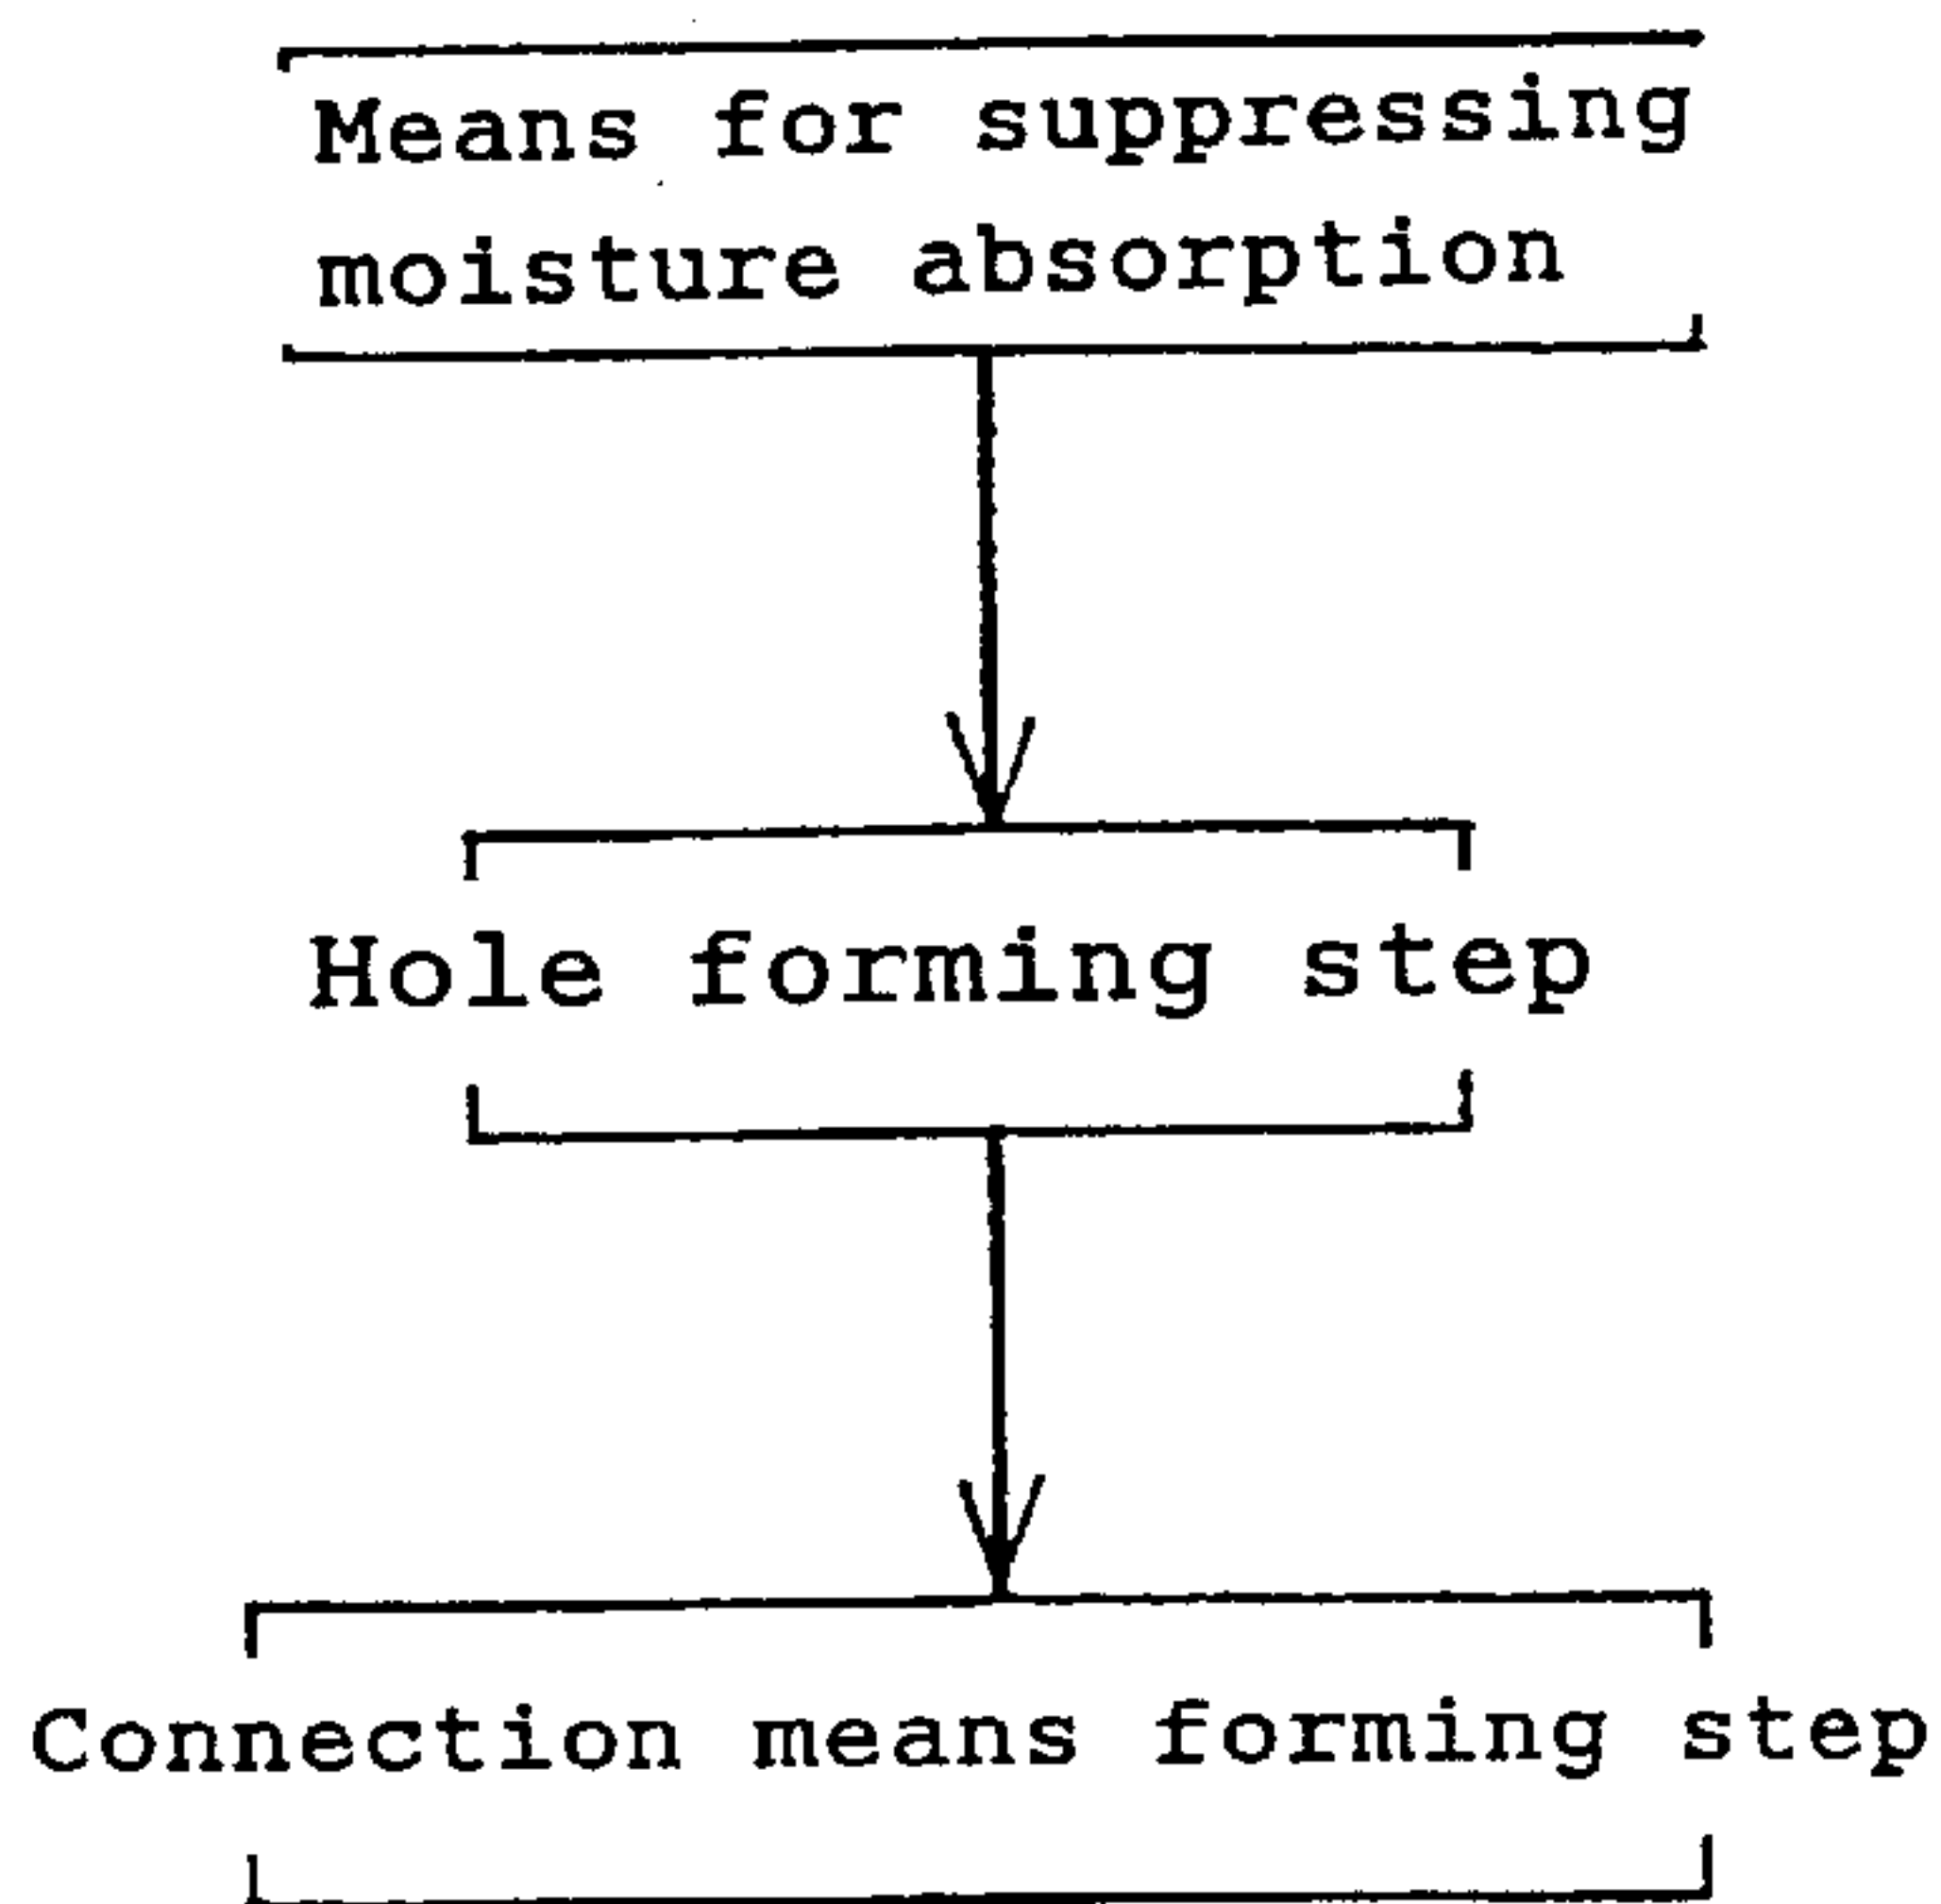 Means for suppressing
moisture absorption
Hole forming step
Connection means forming step